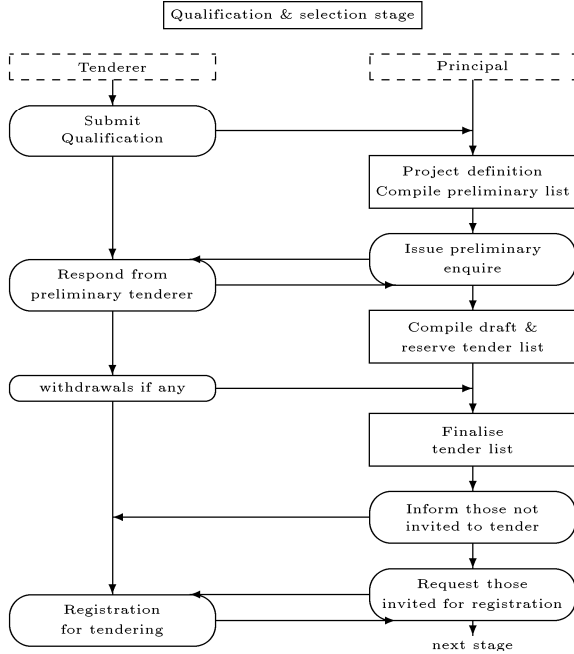 Qualification & selection stage
Tenderer
Principal
Submit
Qualification
Project definition
Compile preliminary list
Issue preliminary
enquire
Respond from
preliminary tenderer
Compile draft &
reserve tender list
withdrawals if any
Finalise
tender list
Inform those not
invited to tender
Request those
invited for registration
Registration
for tendering
next stage